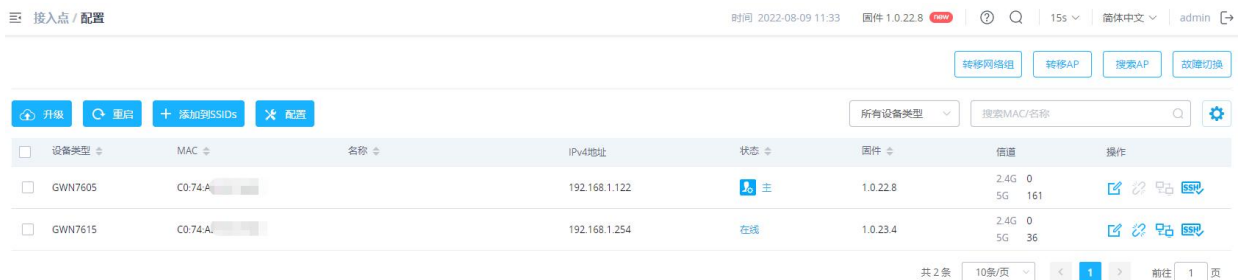 接入点 / 配置 时间 2022-08-09 11:33 固件 1.0.22.8 new 15s 简体中文 admin
转移网络组 转移AP 搜索AP 故障切换
升级 重启 添加到SSIDs 配置 所有设备类型 搜索MAC/名称
设备类型 MAC 名称 IPv4地址 状态 固件 信道 操作
GWN7605 C0:74:A 192.168.1.122 主 1.0.22.8 2.4G 0 SSH
5G 161
GWN7615 C0:74:A 192.168.1.254 在线 1.0.23.4 2.4G 0 SSH
5G 36
共 2 条 10条/页 < 1 > 前往 1 页